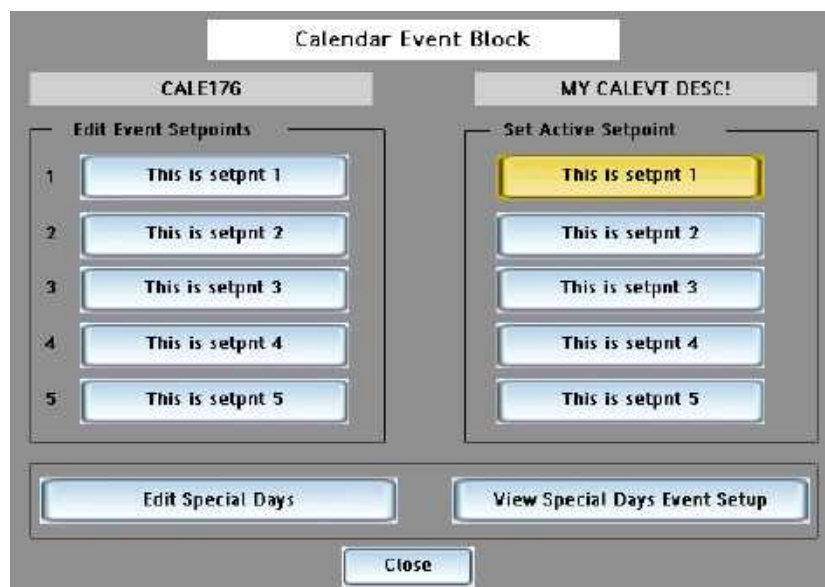 Calendar Event Block
CALE176
MY CALEVT DESC!
Edit Event Setpoints
Set Active Setpoint
1 This is setpnt 1
This is setpnt 1
2 This is setpnt 2
This is setpnt 2
3 This is setpnt 3
This is setpnt 3
4 This is setpnt 4
This is setpnt 4
5 This is setpnt 5
This is setpnt 5
Edit Special Days
View Special Days Event Setup
Close